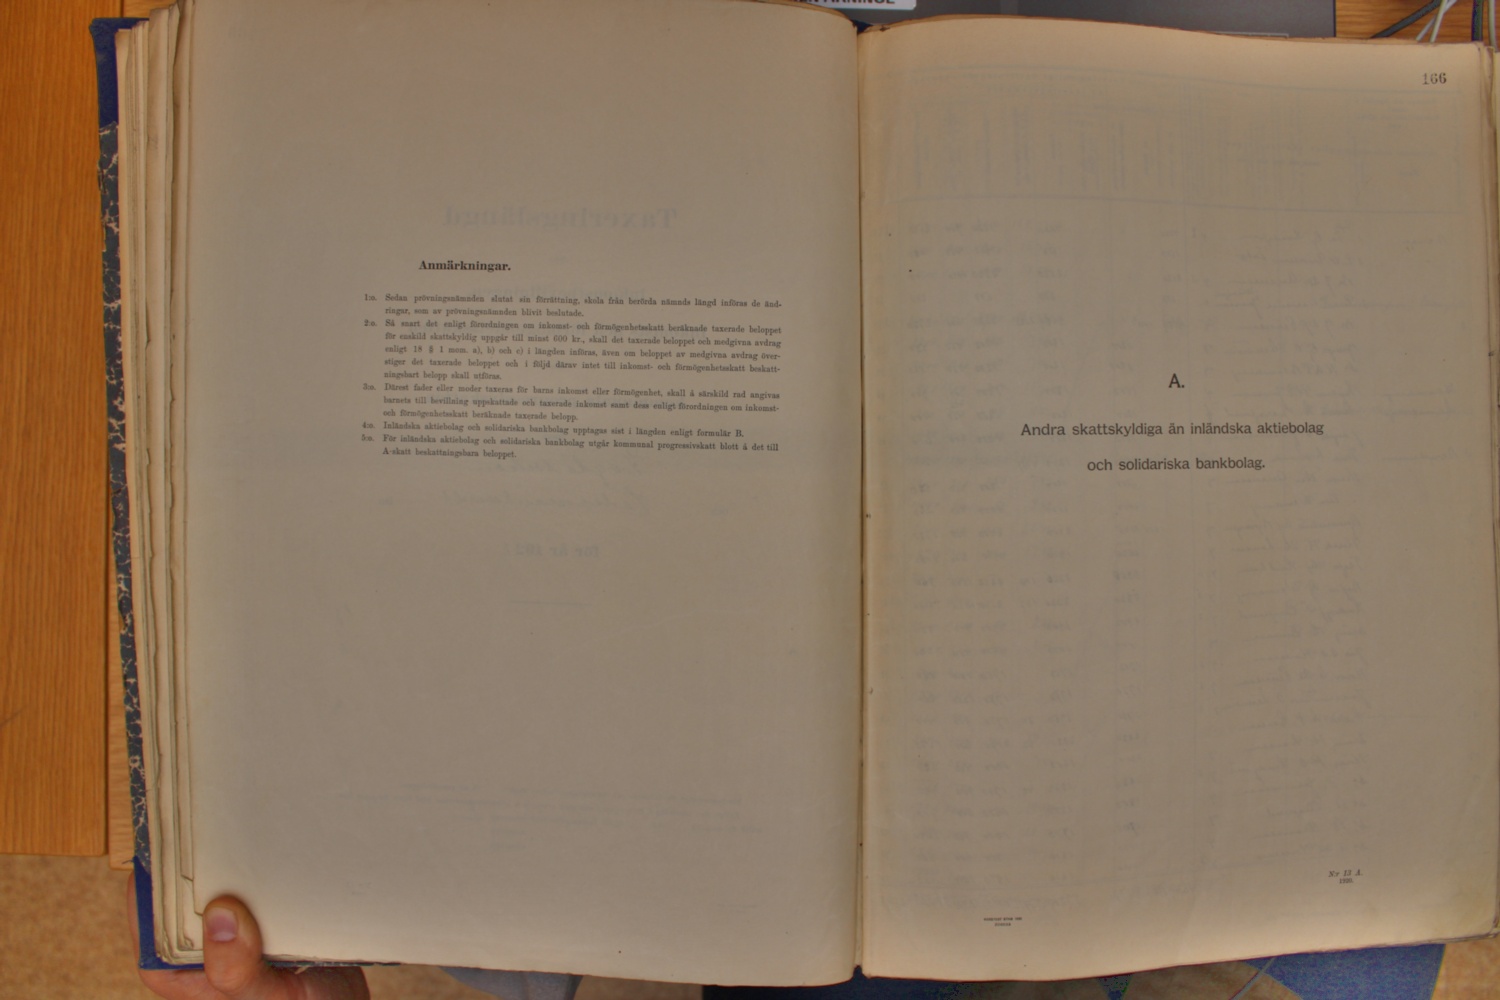 Anmärkningar.
1:o. Sedan prövningsnämnden slutat sin förrättning, skola från berörda nämnds längd införas de änd-
ringar, som av prövningsnämnden blivit beslutade.
2:o. Så snart det enligt förordningen om inkomst- och förmögenhetsskatt beräknade taxerade beloppet
för enskild skattskyldig uppgår till minst 600 kr., skall det taxerade beloppet och medgivna avdrag
enligt 18 § 1 mom. a), b) och c) i längden införas, även om beloppet av medgivna avdrag över-
stiger det taxerade beloppet och i följd därav intet till inkomst- och förmögenhetsskatt beskatt-
ningsbart belopp skall utföras.
3:o. Därest fader eller moder taxeras för barns inkomst eller förmögenhet, skall å särskild rad angivas
barnets till bevillning uppskattade och taxerade inkomst samt dess enligt förordningen om inkomst-
och förmögenhetsskatt beräknade taxerade belopp.
4:o. Inländska aktiebolag och solidariska bankbolag upptagas sist i längden enligt formulär B.
5:o. För inländska aktiebolag och solidariska bankbolag utgår kommunal progressivskatt blott å det till
A-skatt beskattningsbara beloppet.
166
A.
Andra skattskyldiga än inländska aktiebolag
och solidariska bankbolag.
N:r 13 A.